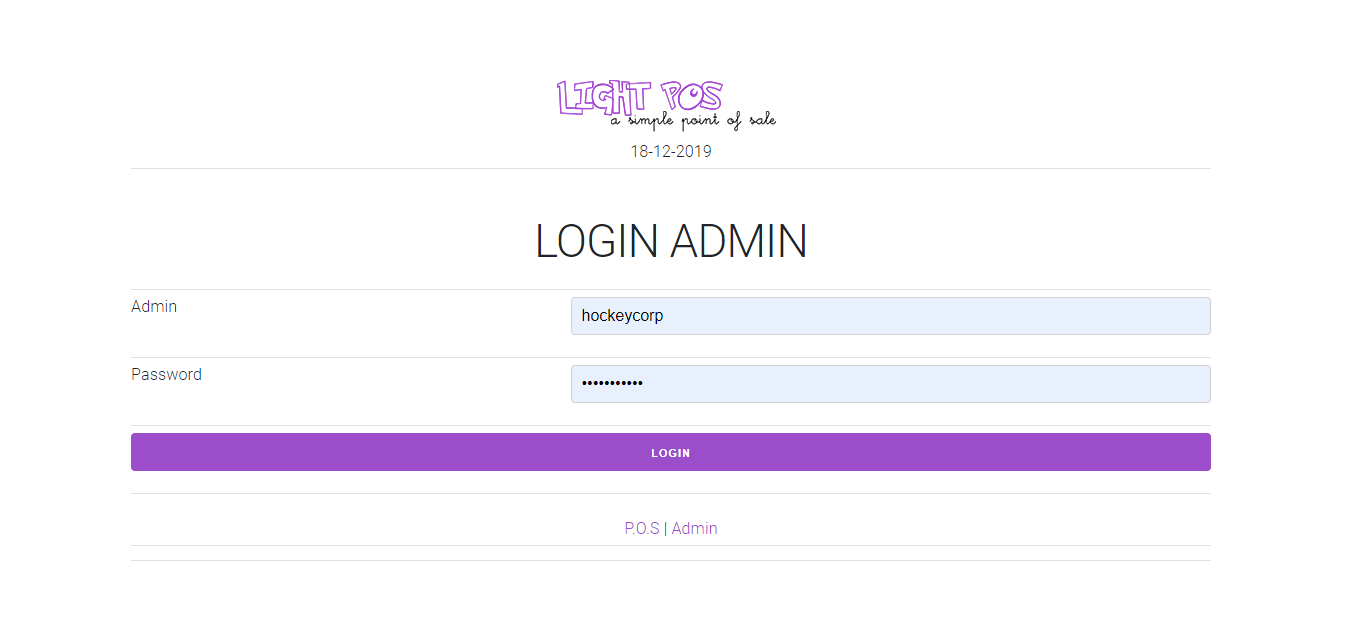 LIGHT POS
a simple point of sale
18-12-2019
LOGIN ADMIN
Admin
hockeycorp
Password
•••••••••••
LOGIN
P.O.S | Admin